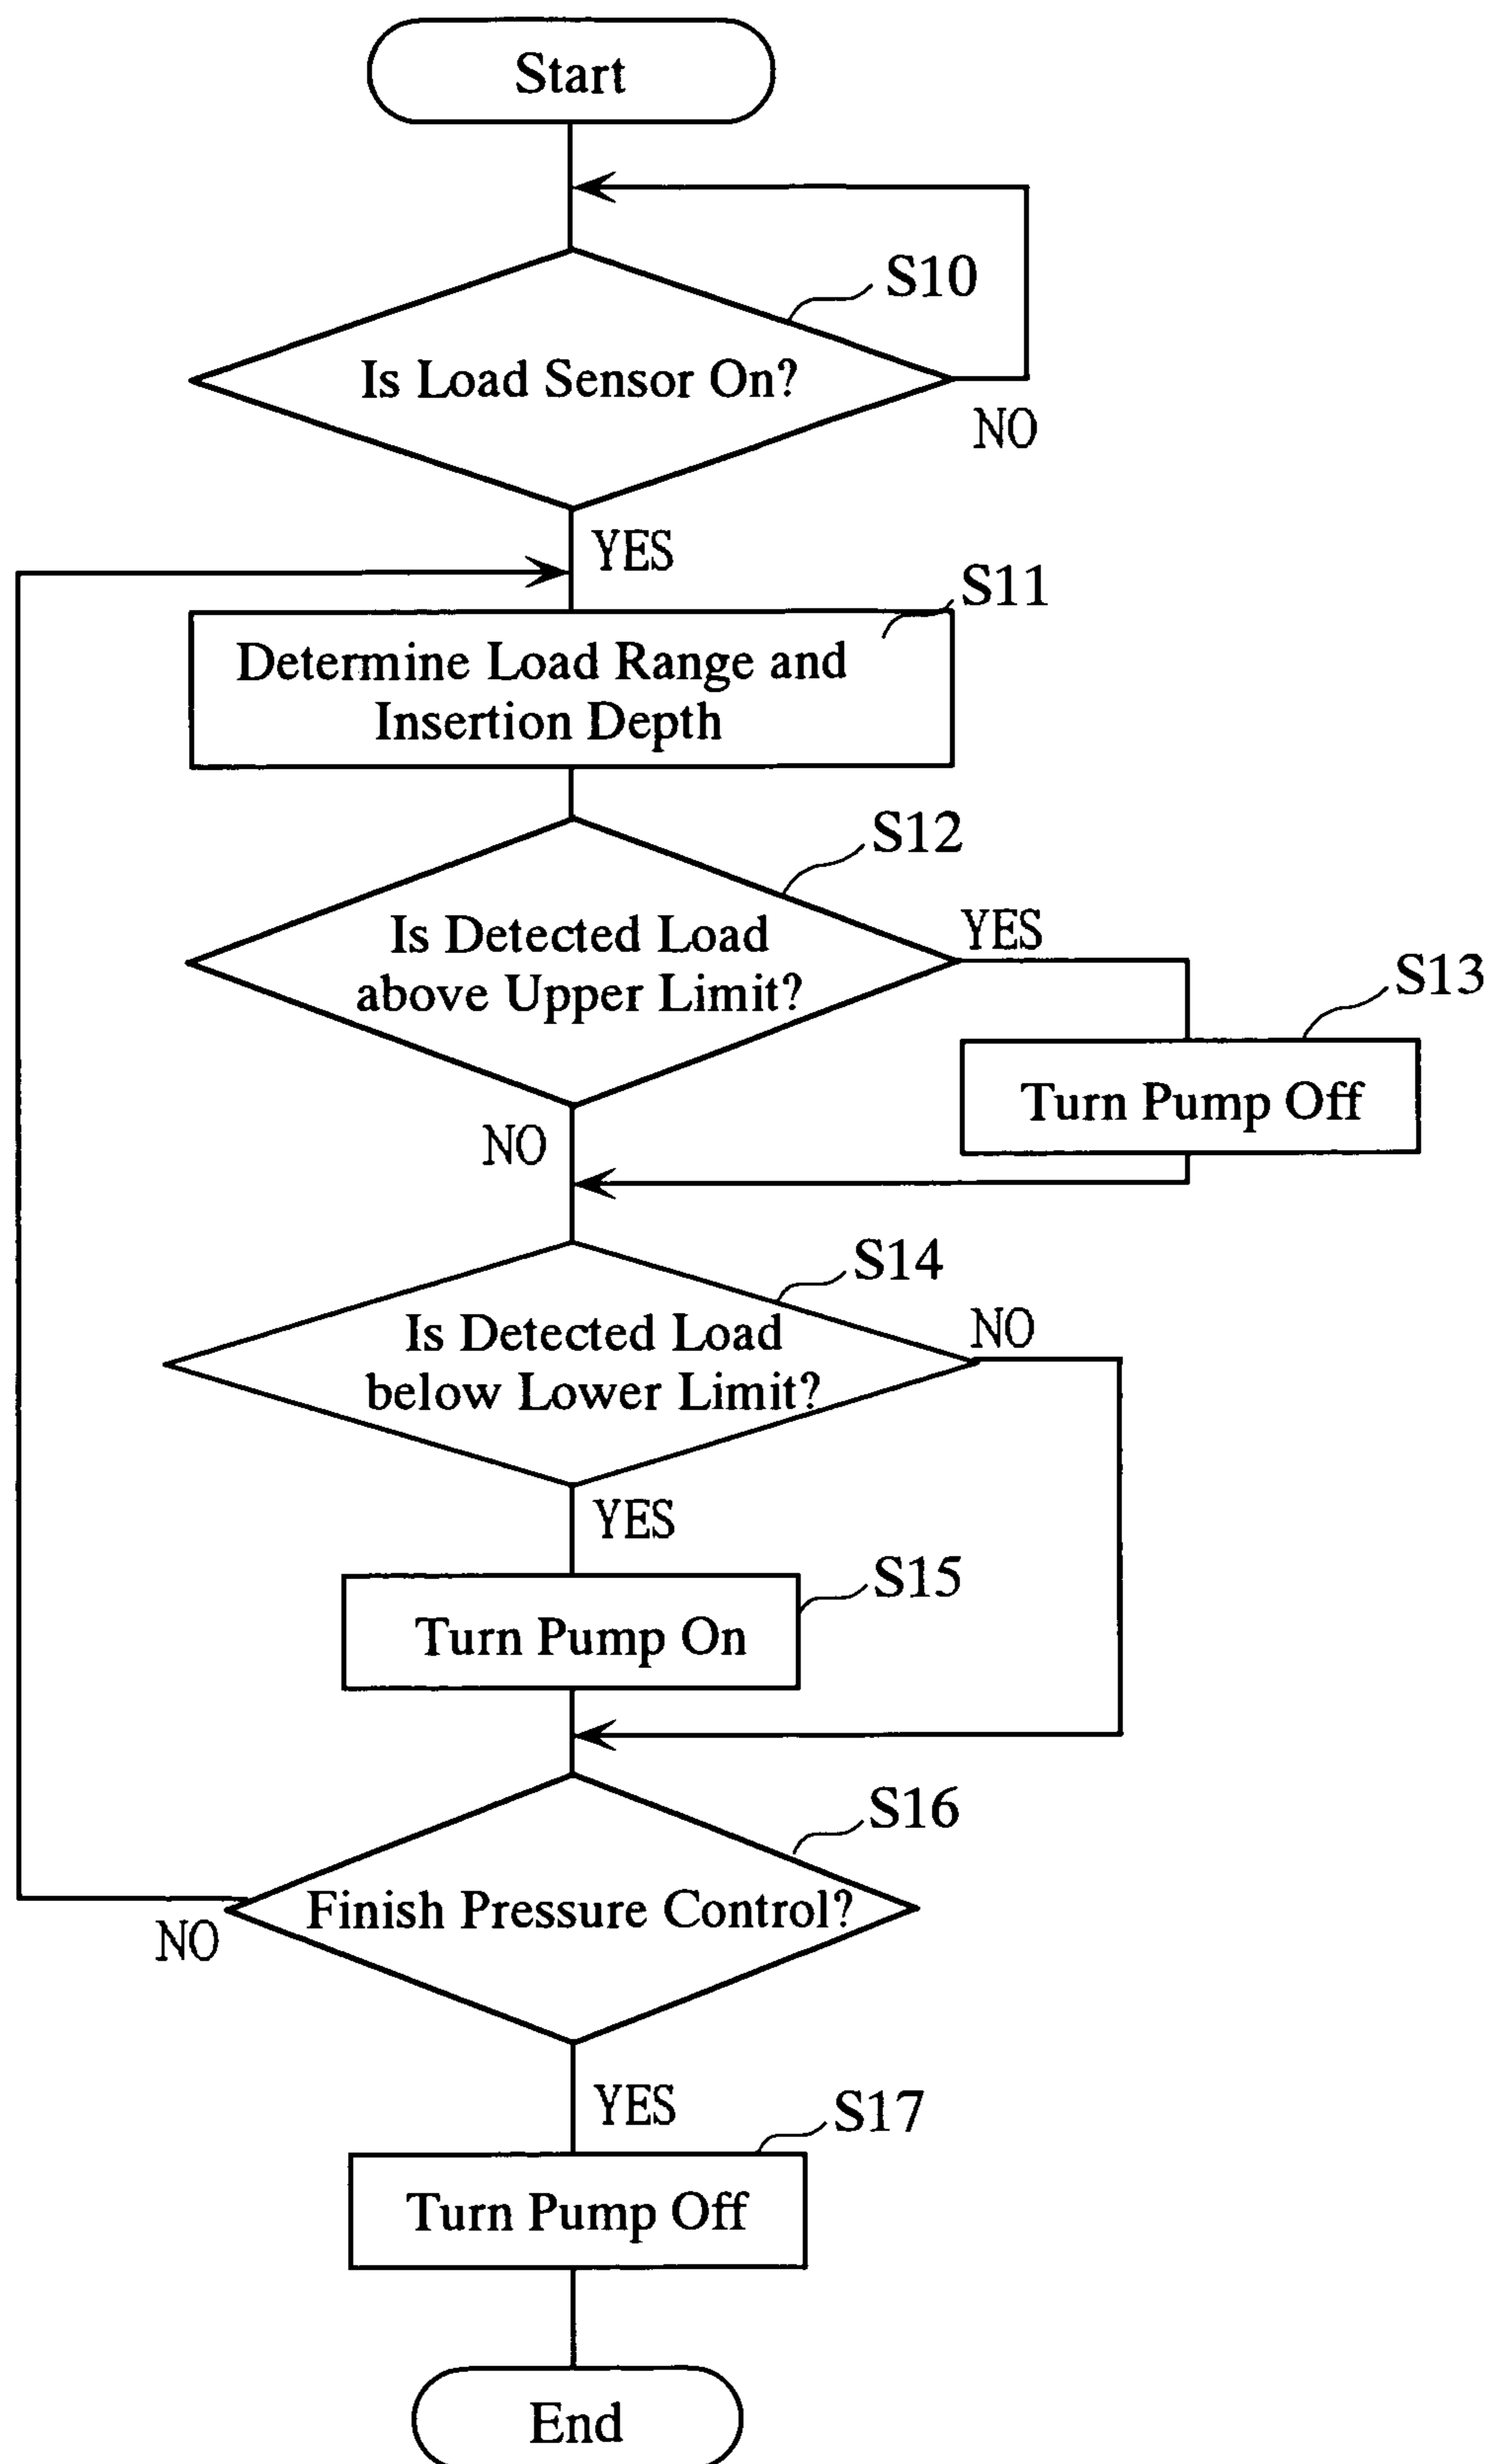 Start
S10
Is Load Sensor On?
NO
YES
S11
Determine Load Range and
Insertion Depth
S12
Is Detected Load
above Upper Limit?
YES
S13
Turn Pump Off
NO
S14
Is Detected Load
below Lower Limit?
NO
YES
S15
Turn Pump On
S16
Finish Pressure Control?
NO
YES
S17
Turn Pump Off
End